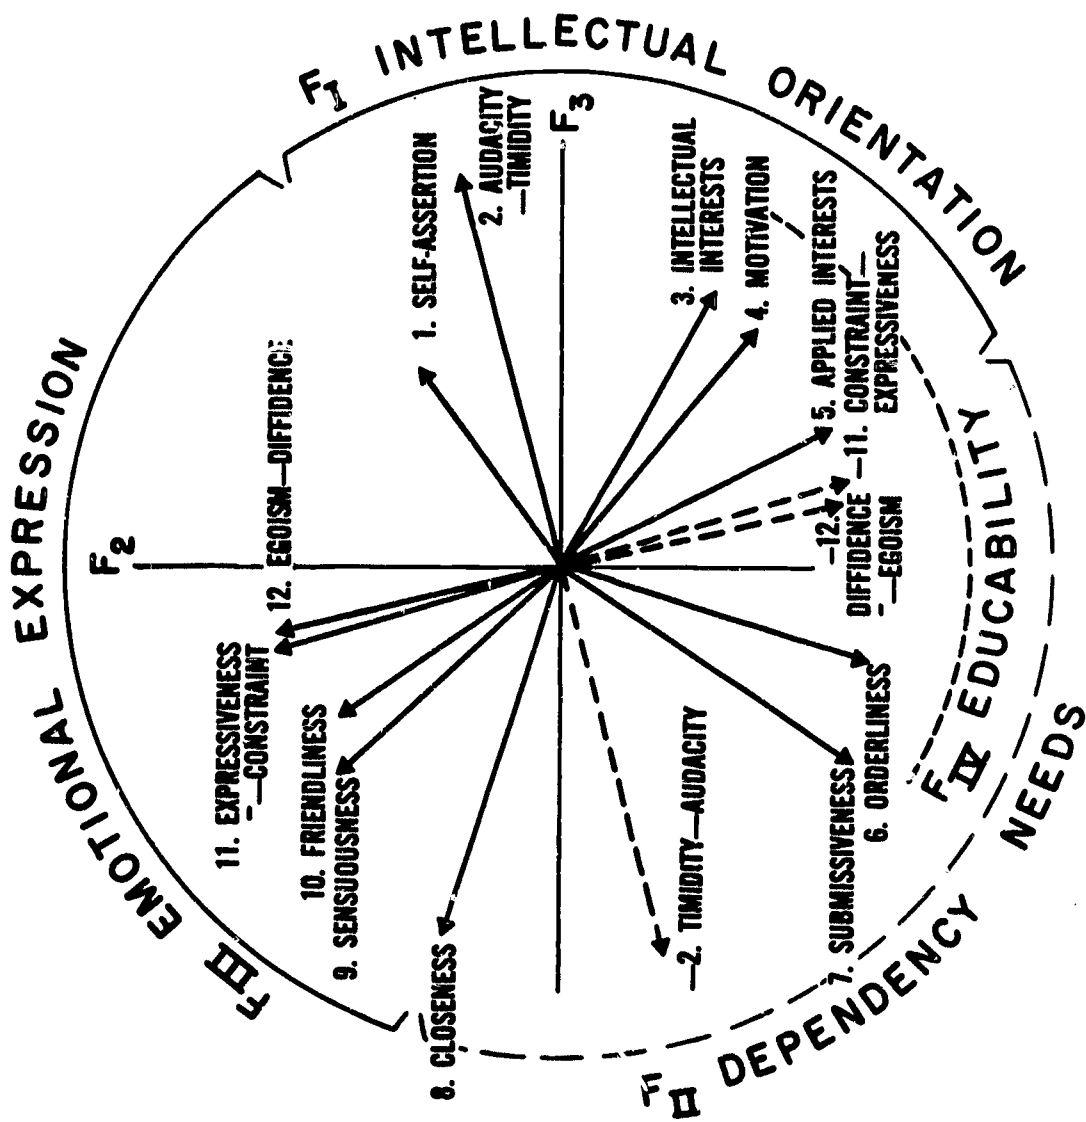 F I INTELLECTUAL ORIENTATION
F III EMOTIONAL EXPRESSION
F II DEPENDENCY NEEDS
F IV EDUCABILITY
F2
F3
1. SELF-ASSERTION
2. AUDACITY
—TIMIDITY
3. INTELLECTUAL
INTERESTS
4. MOTIVATION
5. APPLIED INTERESTS
—11. CONSTRAINT—
EXPRESSIVENESS
—12.
DIFFIDENCE
—EGOISM
6. ORDERLINESS
7. SUBMISSIVENESS
—2. TIMIDITY—AUDACITY
8. CLOSENESS
9. SENSUOUSNESS
10. FRIENDLINESS
11. EXPRESSIVENESS
—CONSTRAINT
12. EGOISM—DIFFIDENCE